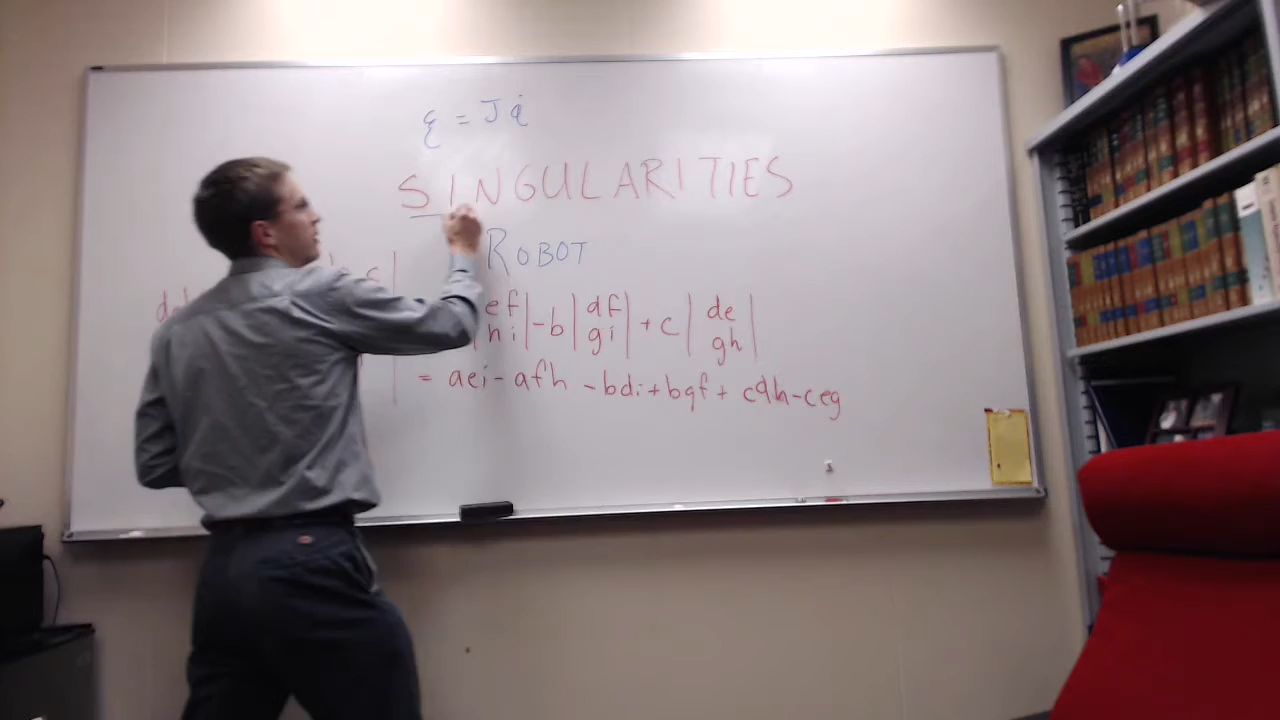 ξ = J q̇
SINGULARITIES
ROBOT
c |
ef | - b | df | + c | de |
hi | gi | gh |
= aei - afh - bdi + bgf + cdh - ceg